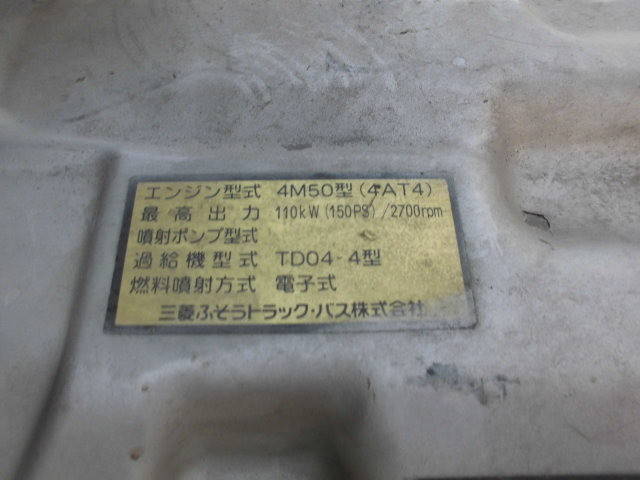 エンジン型式 4M50型(4AT4)
最高出力 110kW(150PS)/2700rpm
噴射ポンプ型式
過給機型式 TD04-4型
燃料噴射方式 電子式
三菱ふそうトラック・バス株式会社